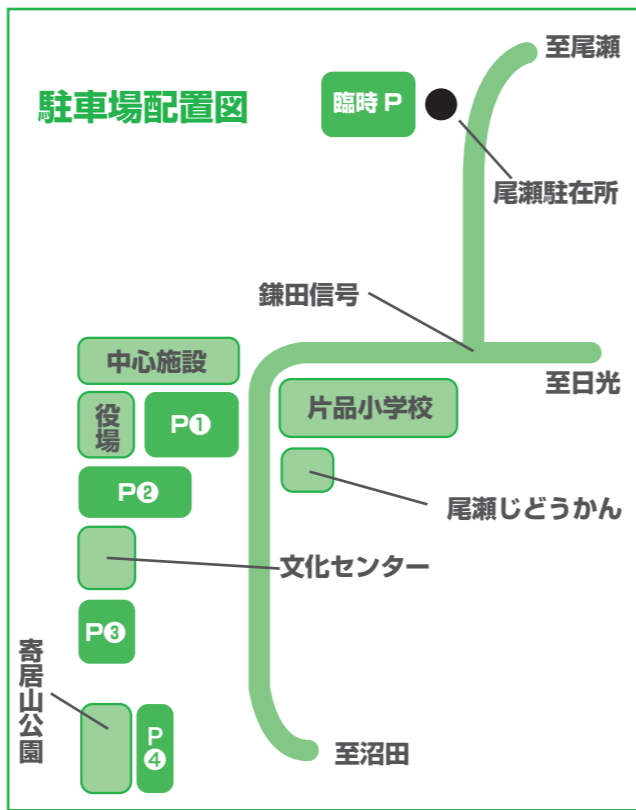 至尾瀬
駐車場配置図
臨時 P
尾瀬駐在所
鎌田信号
中心施設
至日光
役場
P❶
片品小学校
P❷
尾瀬じどうかん
文化センター
P❸
寄居山公園
P
❹
至沼田